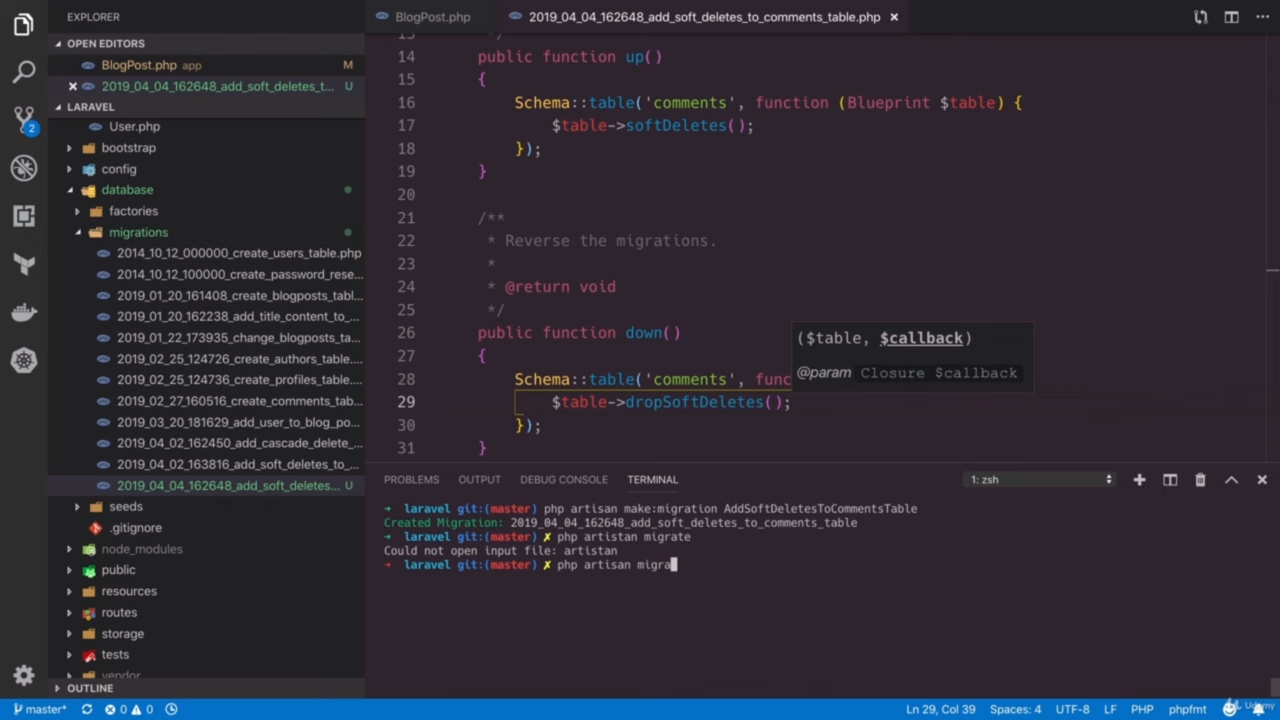 EXPLORER
OPEN EDITORS
BlogPost.php app M
2019_04_04_162648_add_soft_deletes_t... U
LARAVEL
User.php
bootstrap
config
database
factories
migrations
2014_10_12_000000_create_users_table.php
2014_10_12_100000_create_password_rese...
2019_01_20_161408_create_blogposts_tabl...
2019_01_20_162238_add_title_content_to_...
2019_01_22_173935_change_blogposts_ta...
2019_02_25_124726_create_authors_table....
2019_02_25_124736_create_profiles_table...
2019_02_27_160516_create_comments_tab...
2019_03_20_181629_add_user_to_blog_po...
2019_04_02_162450_add_cascade_delete_...
2019_04_02_163816_add_soft_deletes_to_...
2019_04_04_162648_add_soft_deletes... U
seeds
.gitignore
node_modules
public
resources
routes
storage
tests
vendor
OUTLINE
2
BlogPost.php
2019_04_04_162648_add_soft_deletes_to_comments_table.php
13 */
14 public function up()
15 {
16 Schema::table('comments', function (Blueprint $table) {
17 $table->softDeletes();
18 });
19 }
20
21 /**
22 * Reverse the migrations.
23 *
24 * @return void
25 */
26 public function down()
27 {
28 Schema::table('comments', func
29 $table->dropSoftDeletes();
30 });
31 }
($table, $callback)
@param Closure $callback
PROBLEMS OUTPUT DEBUG CONSOLE TERMINAL 1: zsh
➜ laravel git:(master) php artisan make:migration AddSoftDeletesToCommentsTable
Created Migration: 2019_04_04_162648_add_soft_deletes_to_comments_table
➜ laravel git:(master) ✗ php artistan migrate
Could not open input file: artistan
➜ laravel git:(master) ✗ php artisan migra
master* 0 0 Ln 29, Col 39 Spaces: 4 UTF-8 LF PHP phpfmt
Udemy